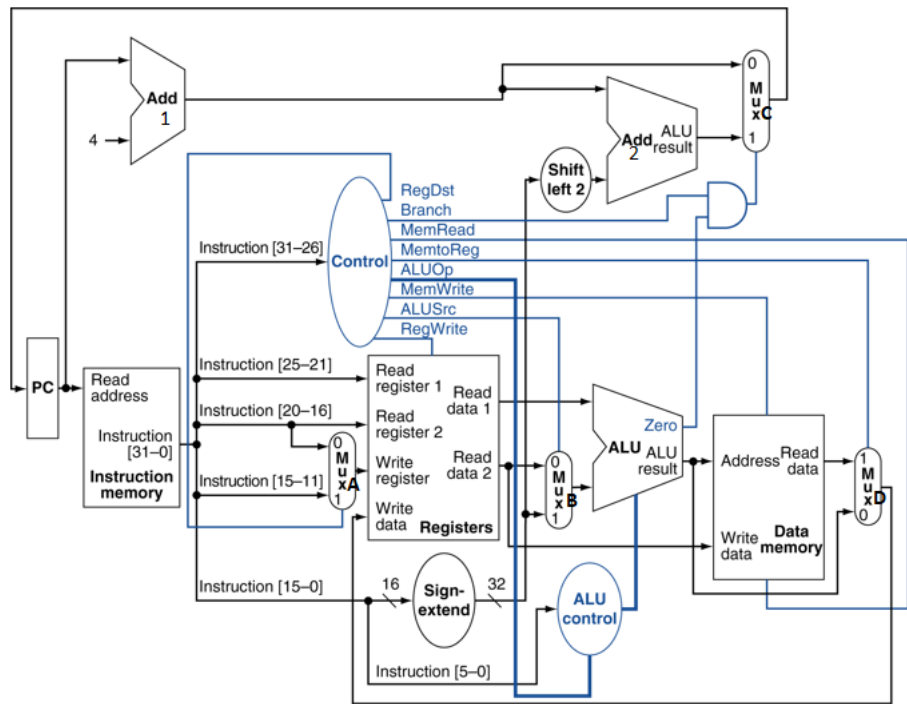 0
M
u
xC
1
Add
1
4
Add
2
ALU
result
Shift
left 2
RegDst
Branch
MemRead
MemtoReg
ALUOp
MemWrite
ALUSrc
RegWrite
Instruction [31–26]
Control
PC
Read
address
Instruction
[31–0]
Instruction
memory
Instruction [25–21]
Instruction [20–16]
Instruction [15–11]
0
M
u
xA
1
Read
register 1
Read
register 2
Write
register
Write
data
Read
data 1
Read
data 2
Registers
0
M
u
xB
1
Zero
ALU
ALU
result
Address
Read
data
Write
data
Data
memory
1
M
u
xD
0
Instruction [15–0]
16
Sign-
extend
32
ALU
control
Instruction [5–0]